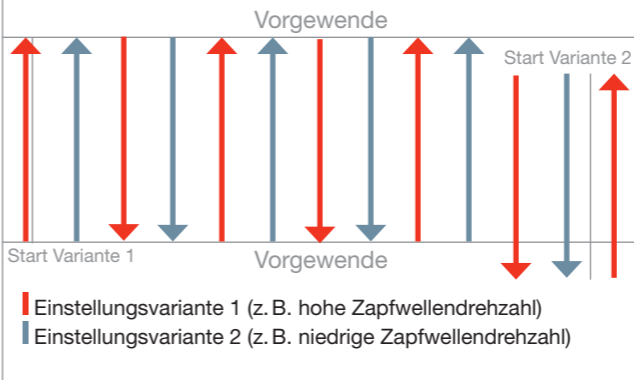 Vorgewende
Start Variante 2
Start Variante 1
Vorgewende
Einstellungsvariante 1 (z. B. hohe Zapfwellendrehzahl)
Einstellungsvariante 2 (z. B. niedrige Zapfwellendrehzahl)